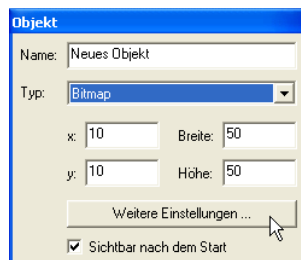 Objekt
Name: Neues Objekt
Typ: Bitmap
x: 10 Breite: 50
y: 10 Höhe: 50
Weitere Einstellungen ...
Sichtbar nach dem Start